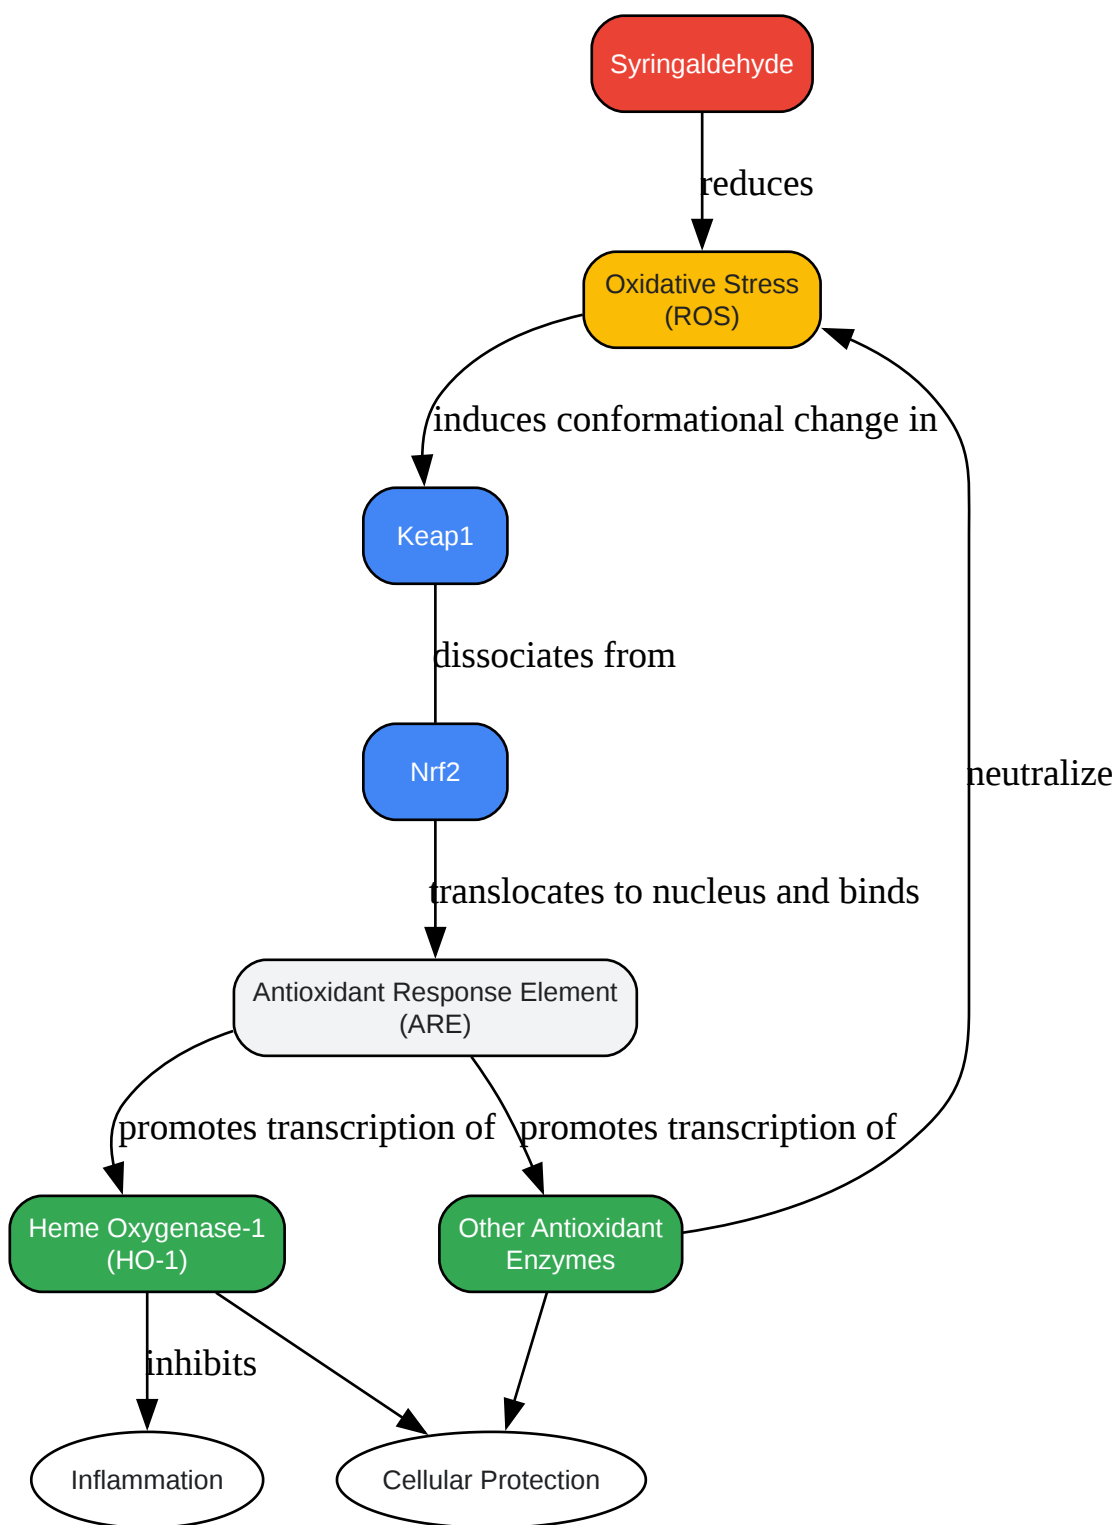 Syringaldehyde
reduces
Oxidative Stress
(ROS)
induces conformational change in
Keap1
dissociates from
Nrf2
neutralize
translocates to nucleus and binds
Antioxidant Response Element
(ARE)
promotes transcription of
promotes transcription of
Heme Oxygenase-1
(HO-1)
Other Antioxidant
Enzymes
inhibits
Inflammation
Cellular Protection